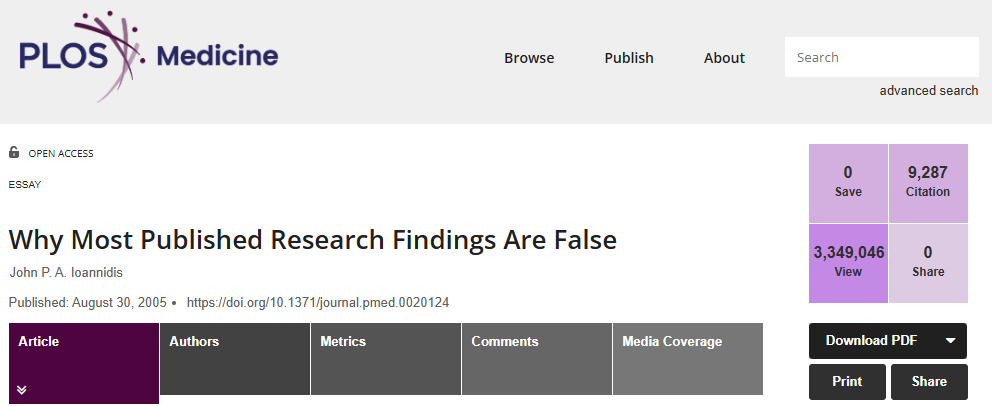 PLOS Medicine
Browse Publish About Search
advanced search
OPEN ACCESS
ESSAY
Why Most Published Research Findings Are False
John P. A. Ioannidis
Published: August 30, 2005 • https://doi.org/10.1371/journal.pmed.0020124
Article Authors Metrics Comments Media Coverage
0 9,287
Save Citation
3,349,046 0
View Share
Download PDF
Print Share